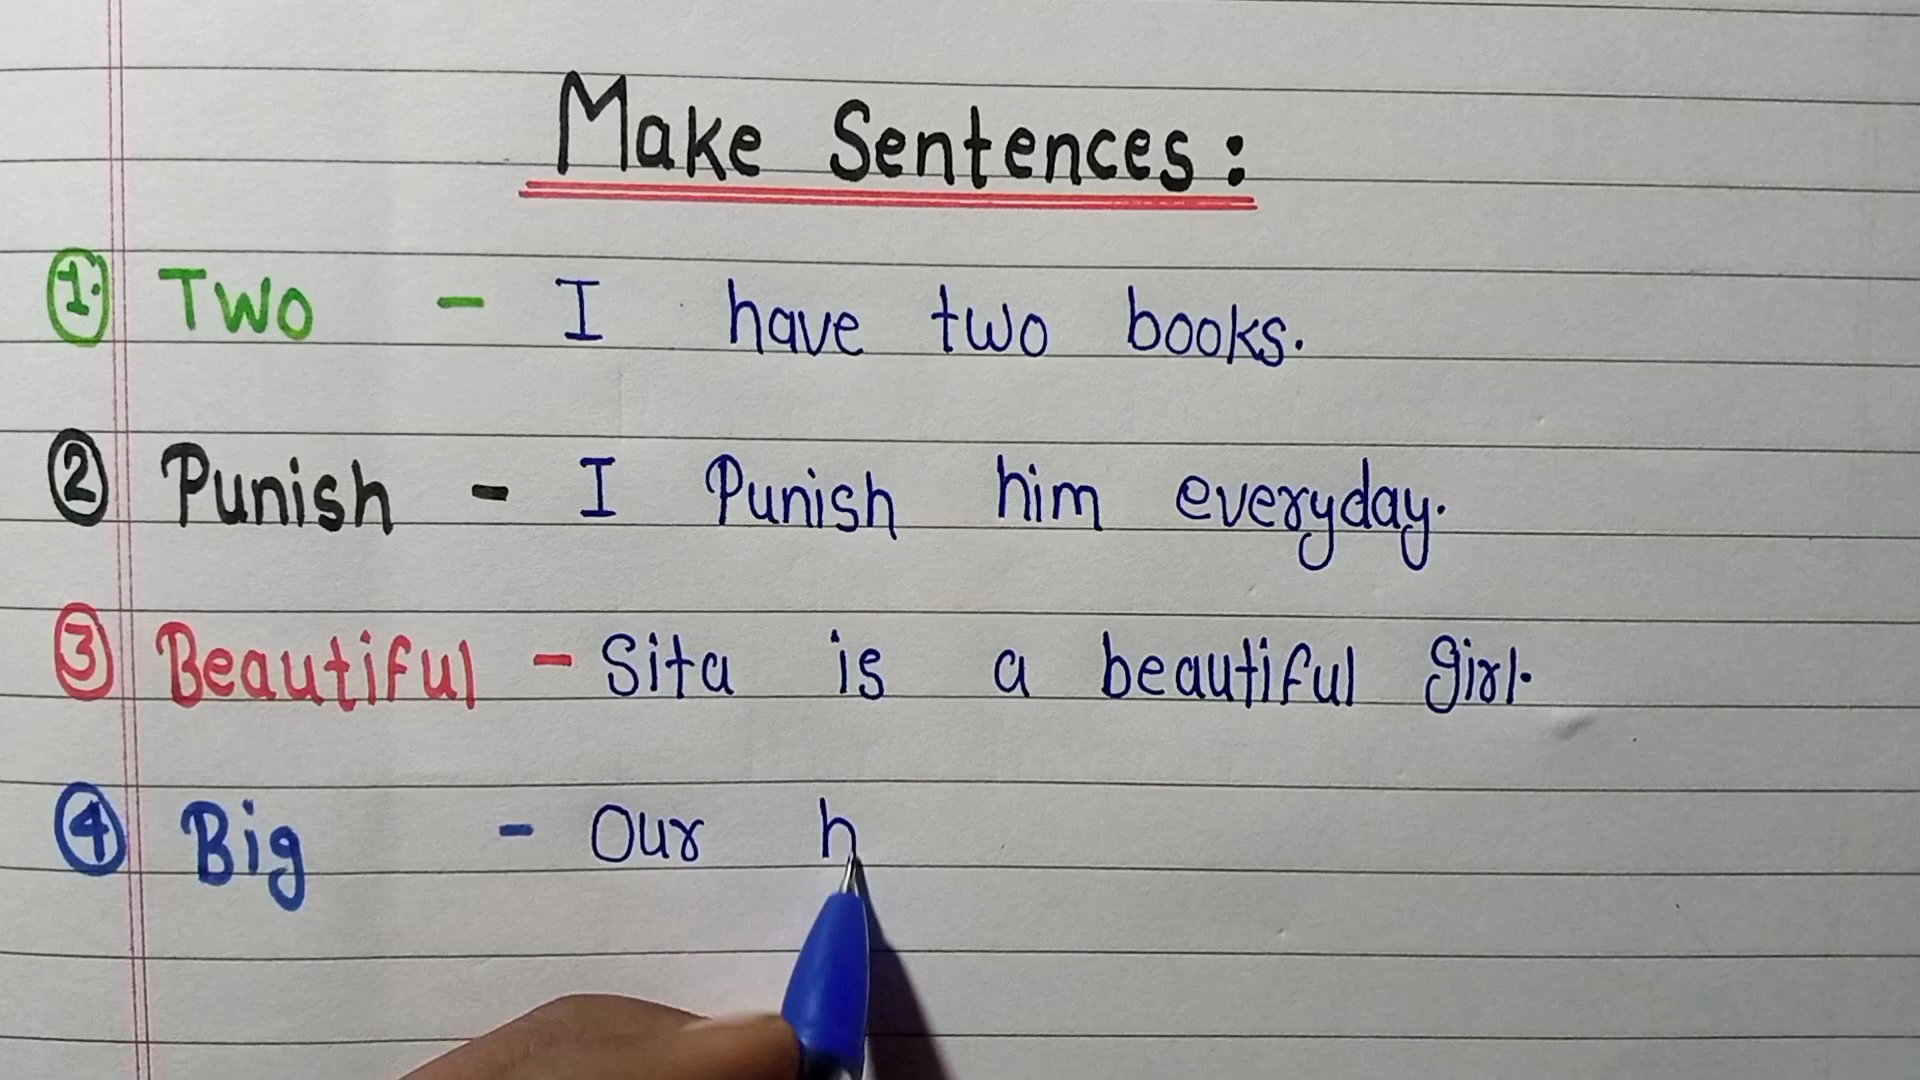 Make Sentences:
1. Two - I have two books.
2 Punish - I Punish him everyday.
3 Beautiful - Sita is a beautiful girl.
4 Big - Our h